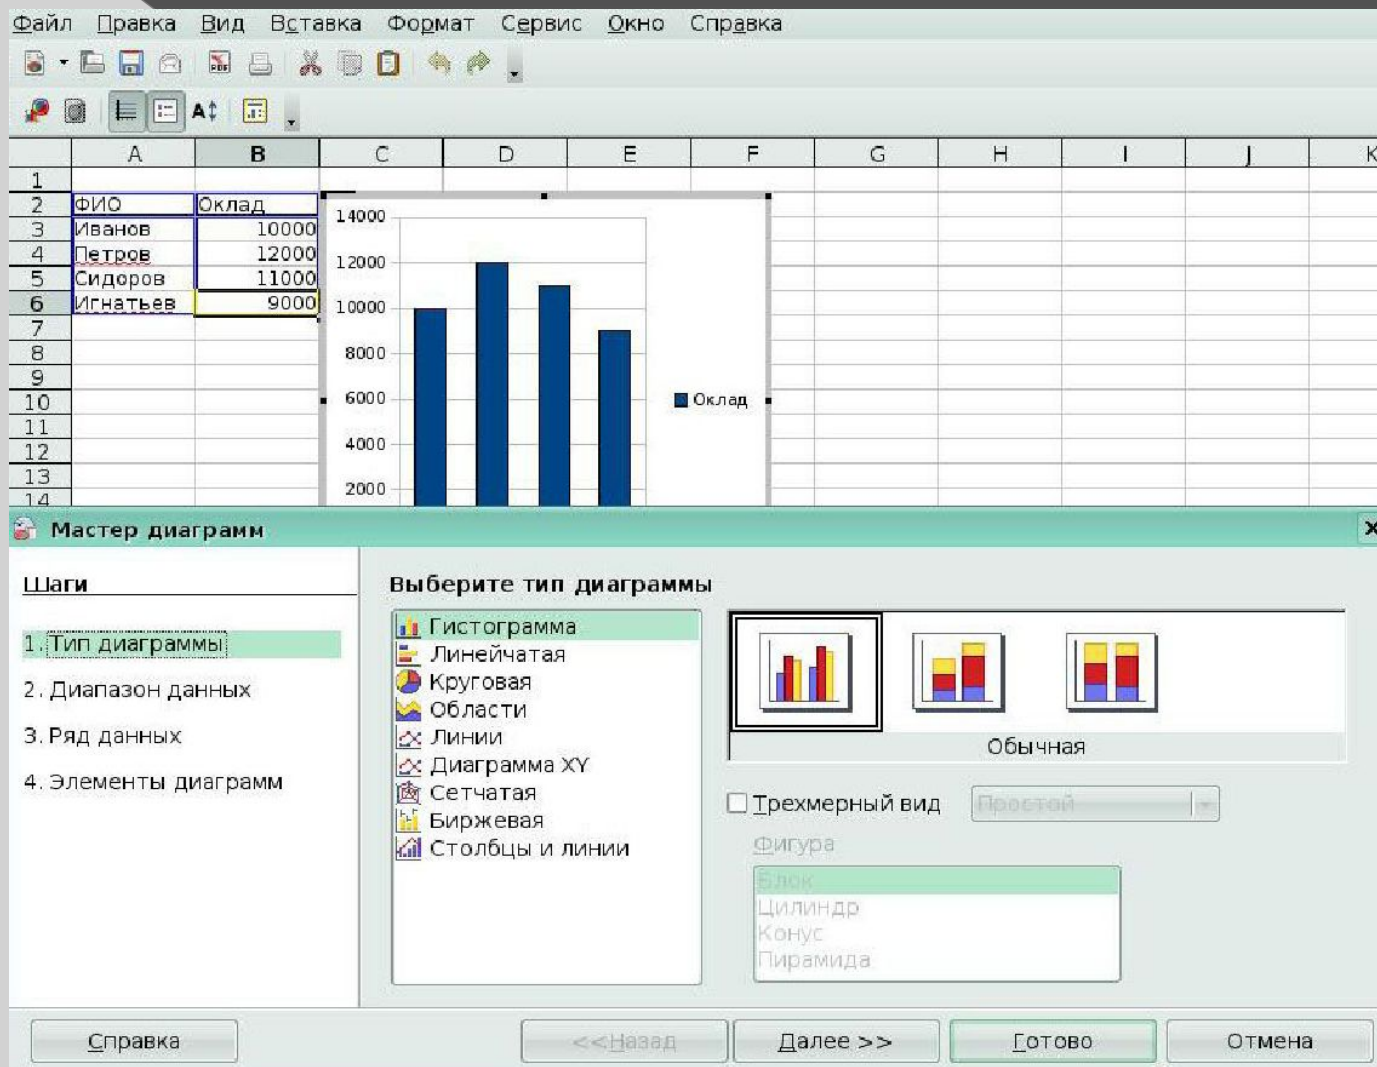 Файл Правка Вид Вставка Формат Сервис Окно Справка
PDF
A
A B C D E F G H I J K
1
2 ФИО Оклад
3 Иванов 10000
4 Петров 12000
5 Сидоров 11000
6 Игнатьев 9000
7
8
9
10
11
12
13
14
14000
12000
10000
8000
6000
4000
2000
Оклад
Мастер диаграмм
Шаги
1. Тип диаграммы
2. Диапазон данных
3. Ряд данных
4. Элементы диаграмм
Выберите тип диаграммы
Гистограмма
Линейчатая
Круговая
Области
Линии
Диаграмма XY
Сетчатая
Биржевая
Столбцы и линии
Обычная
Трехмерный вид Простой
Фигура
Блок
Цилиндр
Конус
Пирамида
Справка <<Назад Далее >> Готово Отмена